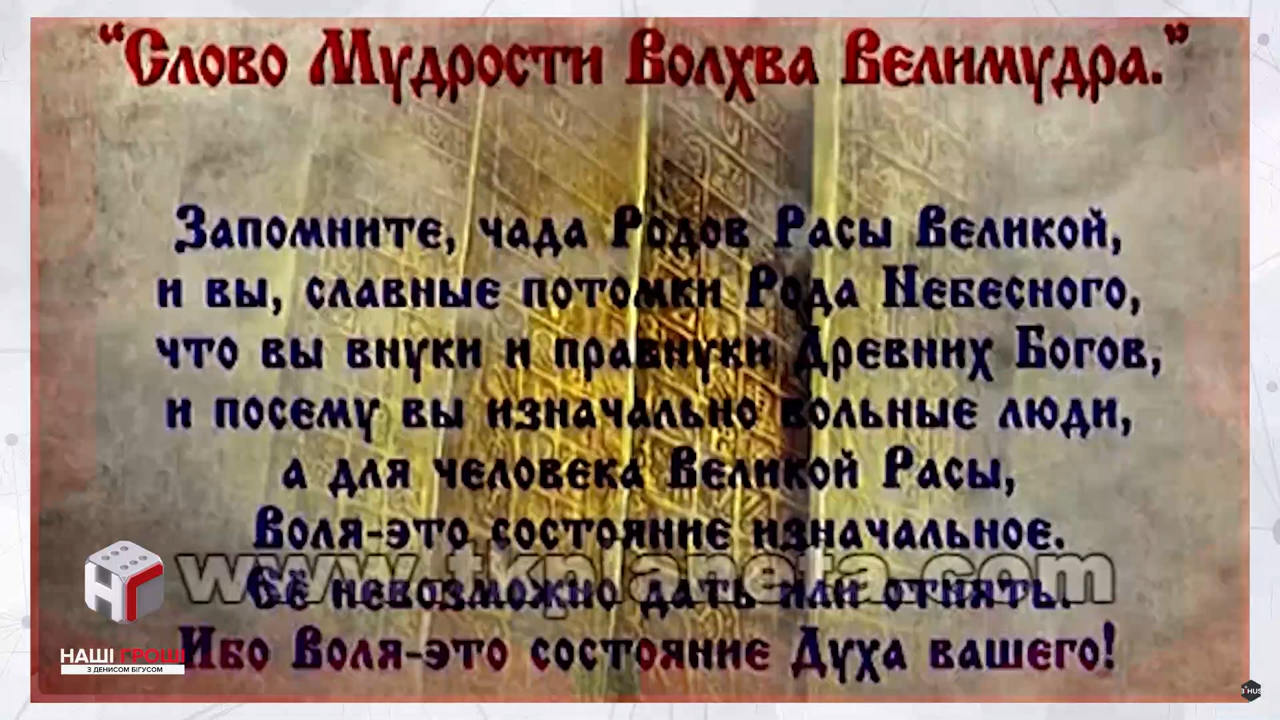 “Слово Мудрости Волхва Велимудра.”
Запомните, чада Родов Расы Великой,
и вы, славные потомки Рода Небесного,
что вы внуки и правнуки Древних Богов,
и посему вы изначально вольные люди,
а для человека Великой Расы,
Воля-это состояние изначальное.
www.tkplaneta.com
Её невозможно дать или отнять.
Ибо Воля-это состояние Духа вашего!
НАШІ ГРОШІ
З ДЕНИСОМ БІГУСОМ